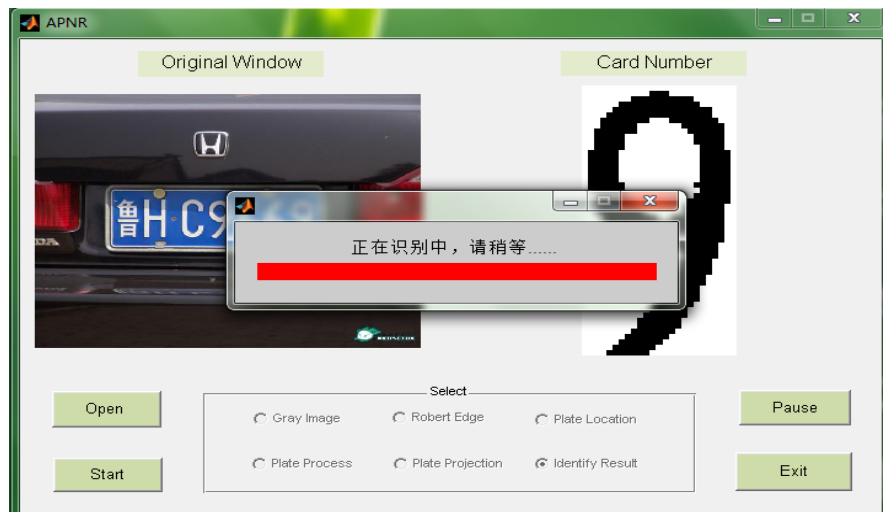 APNR
Original Window
Card Number
鲁H·C9
正在识别中，请稍等......
9
Select
Open
Gray Image
Robert Edge
Plate Location
Pause
Start
Plate Process
Plate Projection
Identify Result
Exit